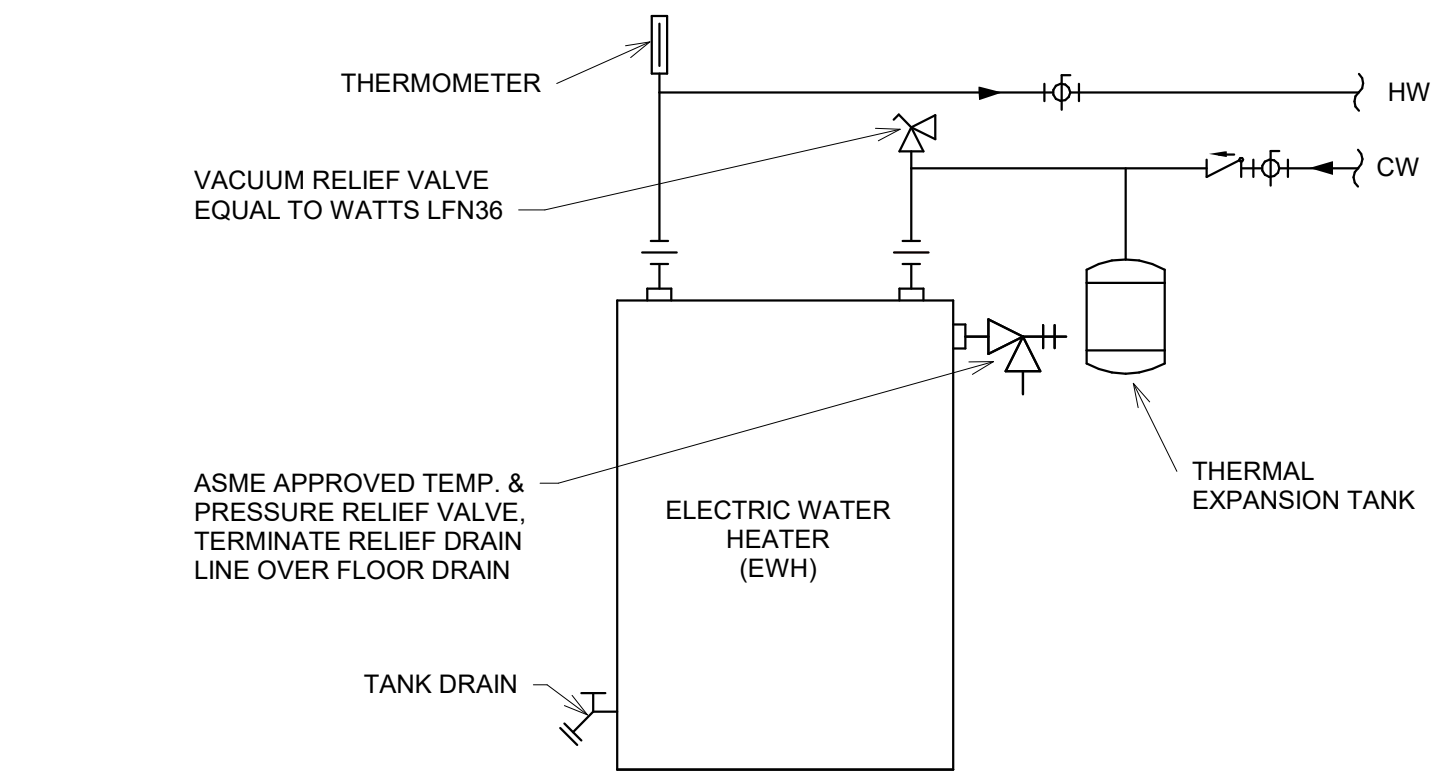 THERMOMETER
HW
CW
VACUUM RELIEF VALVE
EQUAL TO WATTS LFN36
THERMAL
EXPANSION TANK
ASME APPROVED TEMP. &
PRESSURE RELIEF VALVE,
TERMINATE RELIEF DRAIN
LINE OVER FLOOR DRAIN
ELECTRIC WATER
HEATER
(EWH)
TANK DRAIN